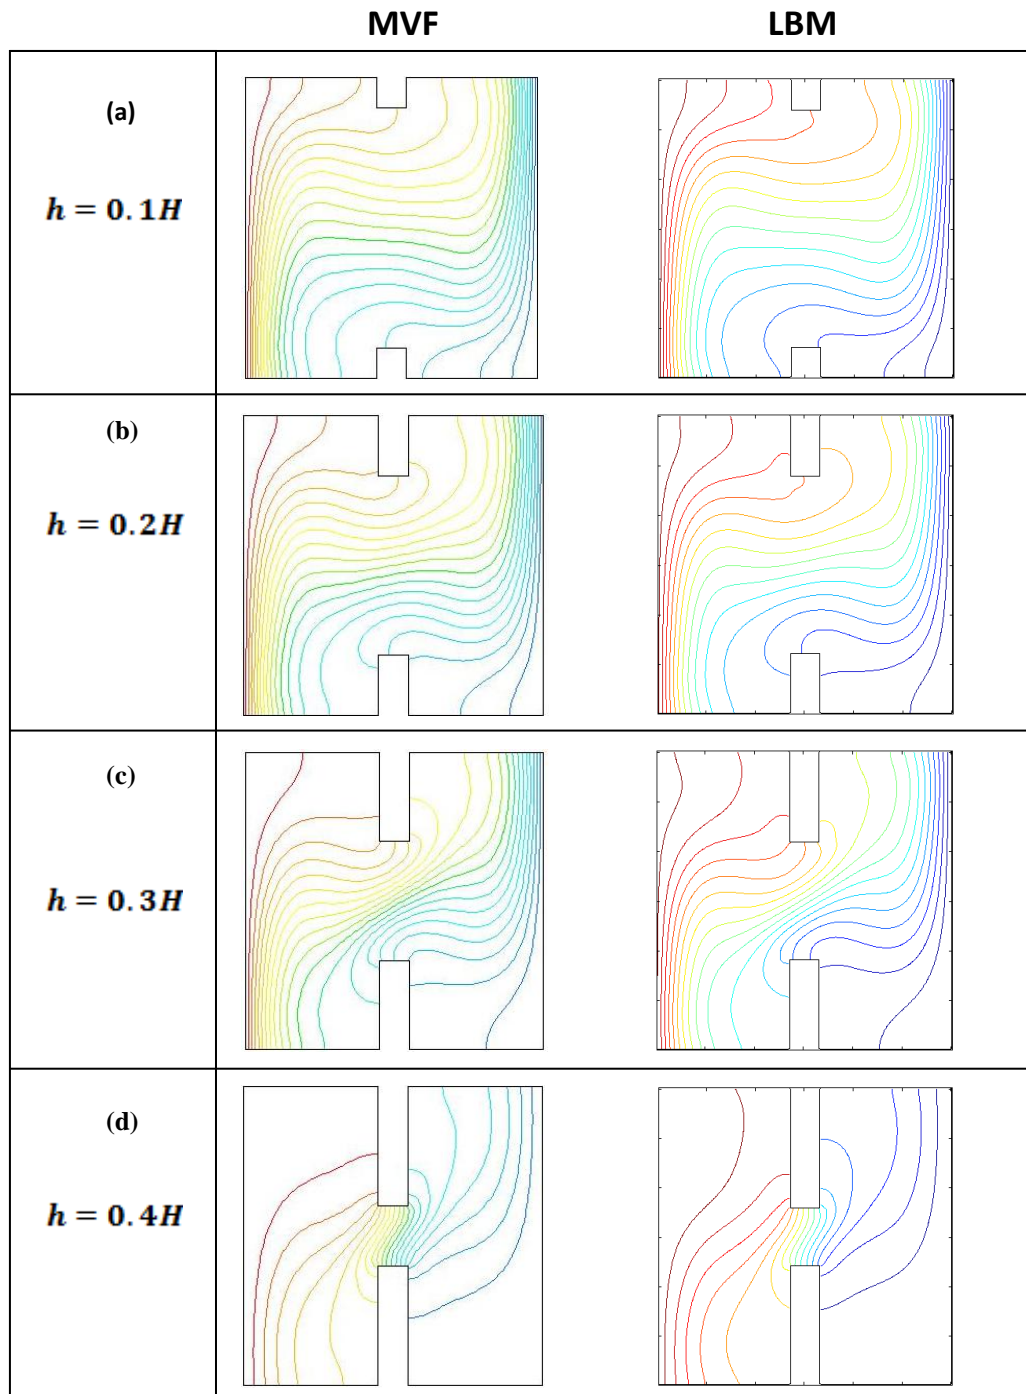 MVF LBM
(a)
h = 0.1H
(b)
h = 0.2H
(c)
h = 0.3H
(d)
h = 0.4H